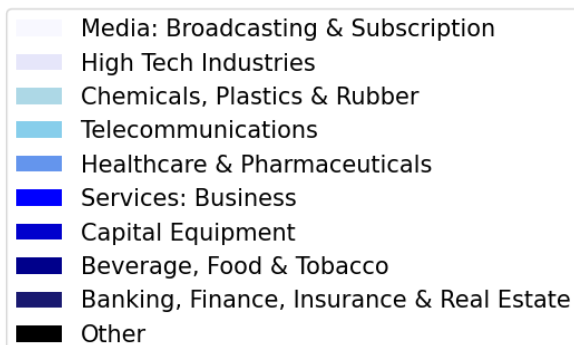 Media: Broadcasting & Subscription
High Tech Industries
Chemicals, Plastics & Rubber
Telecommunications
Healthcare & Pharmaceuticals
Services: Business
Capital Equipment
Beverage, Food & Tobacco
Banking, Finance, Insurance & Real Estate
Other